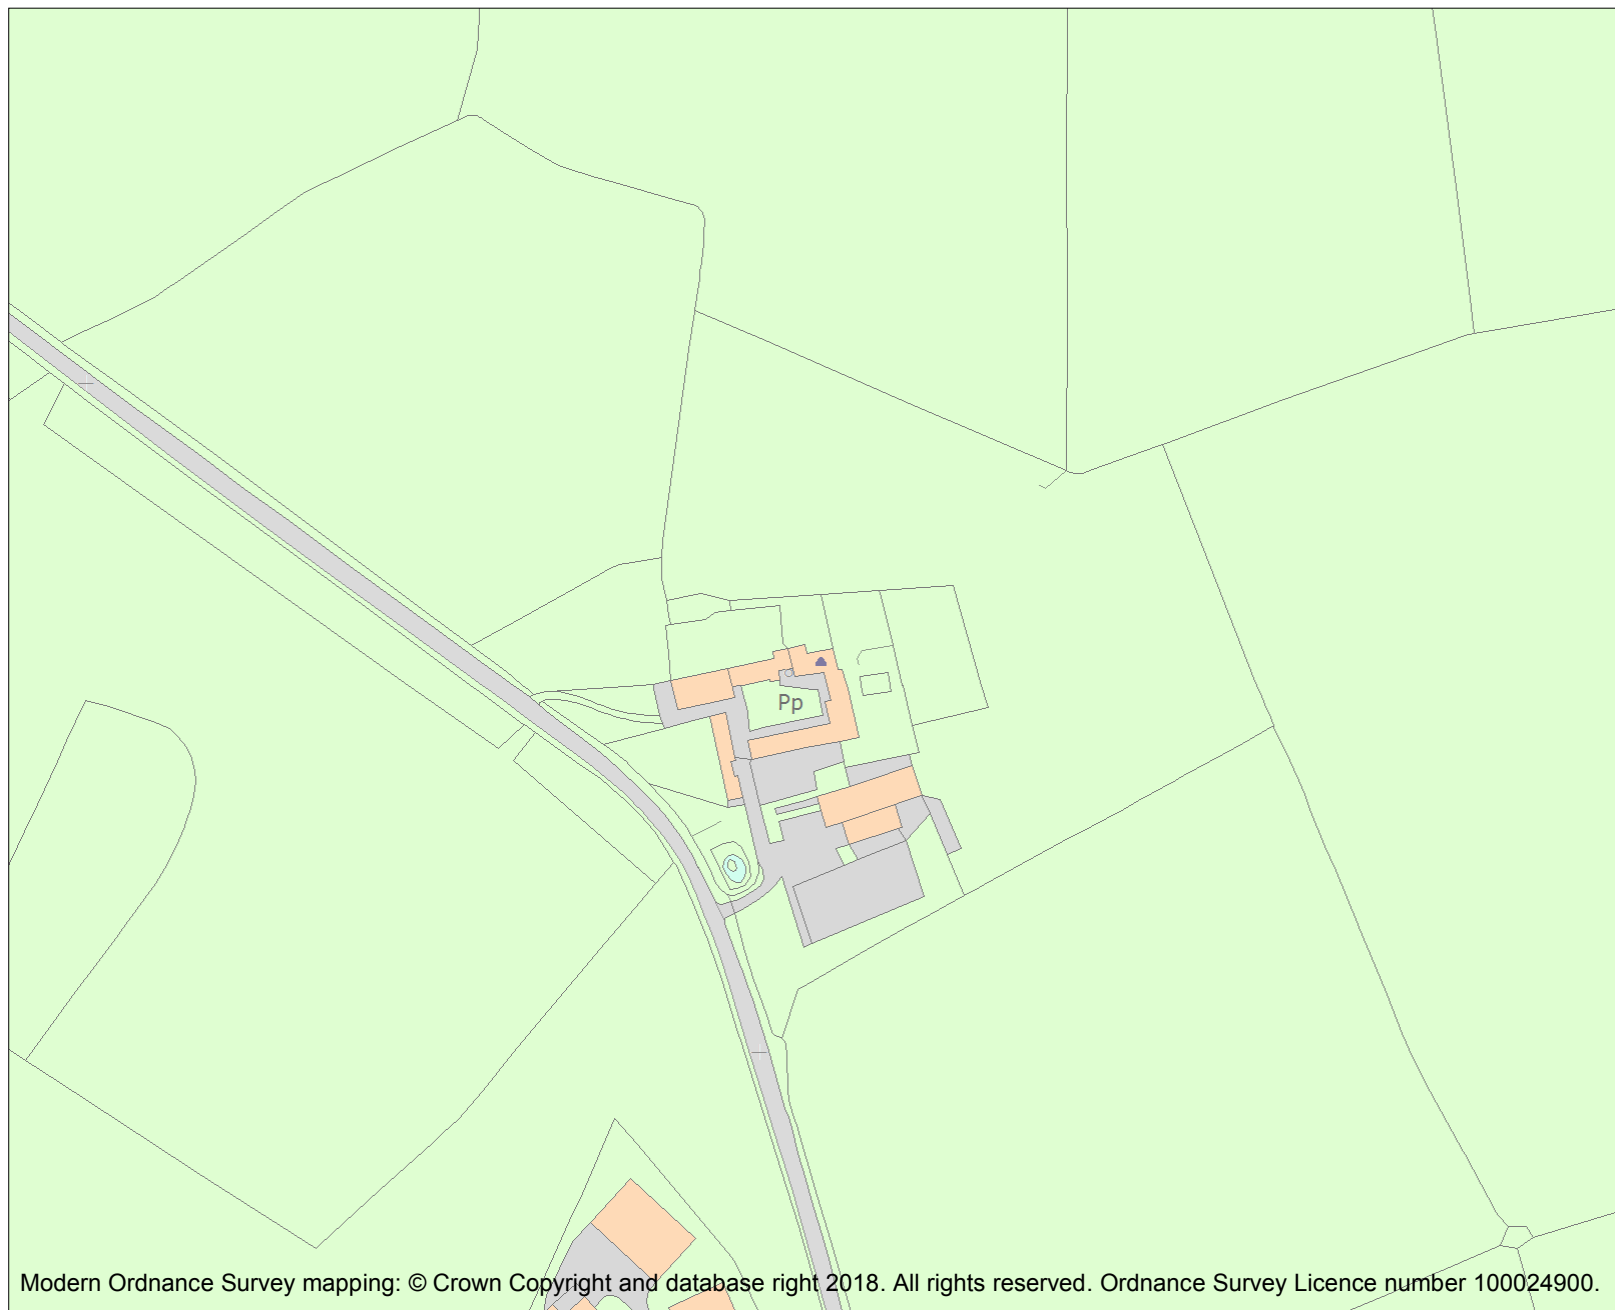 Pp
Modern Ordnance Survey mapping: © Crown Copyright and database right 2018. All rights reserved. Ordnance Survey Licence number 100024900.